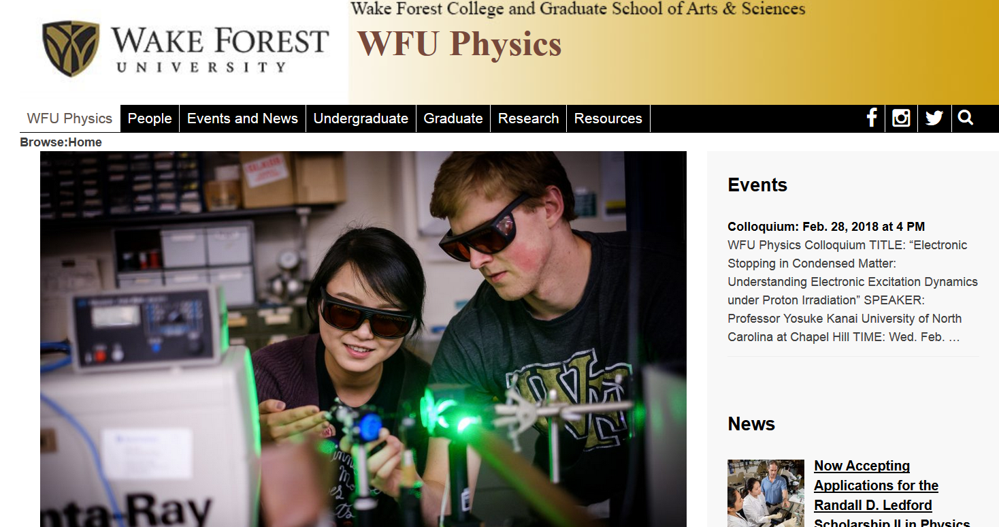 Wake Forest College and Graduate School of Arts & Sciences
WAKE FOREST
UNIVERSITY
WFU Physics
WFU Physics People Events and News Undergraduate Graduate Research Resources
Browse:Home
CALUMINO
Events
Colloquium: Feb. 28, 2018 at 4 PM
WFU Physics Colloquium TITLE: “Electronic
Stopping in Condensed Matter:
Understanding Electronic Excitation Dynamics
under Proton Irradiation” SPEAKER:
Professor Yosuke Kanai University of North
Carolina at Chapel Hill TIME: Wed. Feb. …
WF
nta-Ray
News
Now Accepting
Applications for the
Randall D. Ledford
Scholarship II in Physics